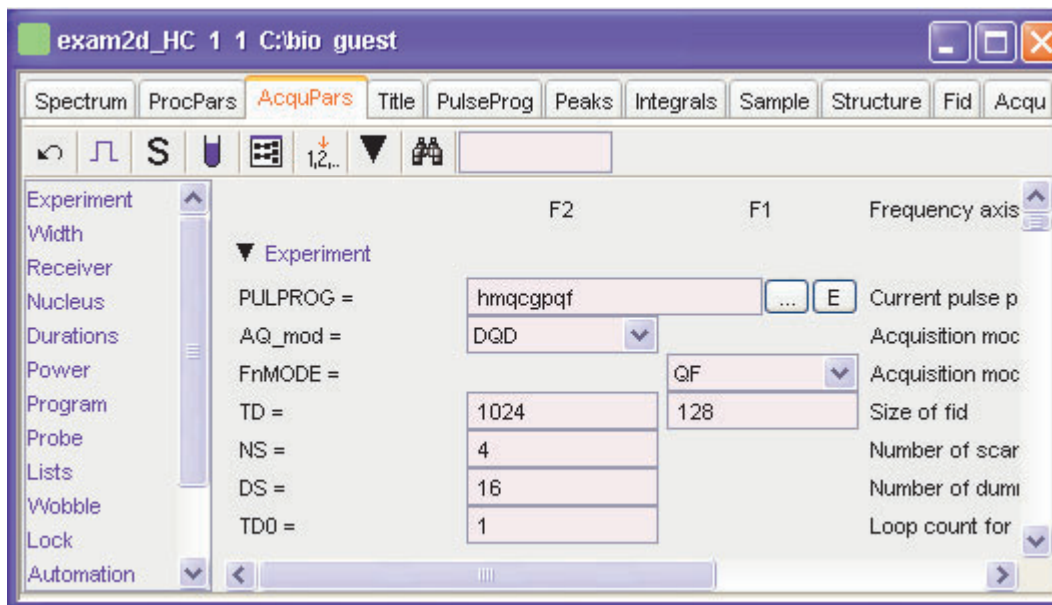 exam2d_HC 1 1 C:\bio guest
Spectrum ProcPars AcquPars Title PulseProg Peaks Integrals Sample Structure Fid Acqu
S 1,2,..
Experiment
Width
Receiver
Nucleus
Durations
Power
Program
Probe
Lists
Wobble
Lock
Automation
F2 F1 Frequency axis
Experiment
PULPROG = hmqcgpqf ... E Current pulse p
AQ_mod = DQD Acquisition moc
FnMODE = QF Acquisition moc
TD = 1024 128 Size of fid
NS = 4 Number of scar
DS = 16 Number of dumi
TD0 = 1 Loop count for